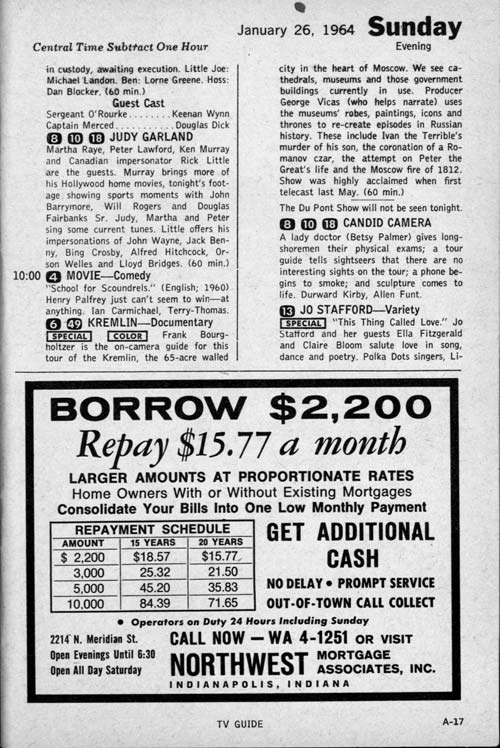 January 26, 1964 Sunday
Central Time Subtract One Hour
Evening
in custody, awaiting execution. Little Joe:
Michael Landon. Ben: Lorne Greene. Hoss:
Dan Blocker. (60 min.)
Guest Cast
Sergeant O'Rourke........Keenan Wynn
Captain Merced...........Douglas Dick
8 10 18 JUDY GARLAND
Martha Raye, Peter Lawford, Ken Murray
and Canadian impersonator Rick Little
are the guests. Murray brings more of
his Hollywood home movies, tonight's foot-
age showing sports moments with John
Barrymore, Will Rogers and Douglas
Fairbanks Sr. Judy, Martha and Peter
sing some current tunes. Little offers his
impersonations of John Wayne, Jack Ben-
ny, Bing Crosby, Alfred Hitchcock, Or-
son Welles and Lloyd Bridges. (60 min.)
10:00 4 MOVIE—Comedy
"School for Scoundrels." (English; 1960)
Henry Palfrey just can't seem to win—at
anything. Ian Carmichael, Terry-Thomas.
6 49 KREMLIN—Documentary
SPECIAL COLOR Frank Bourg-
holtzer is the on-camera guide for this
tour of the Kremlin, the 65-acre walled
city in the heart of Moscow. We see ca-
thedrals, museums and those government
buildings currently in use. Producer
George Vicas (who helps narrate) uses
the museums' robes, paintings, icons and
thrones to re-create episodes in Russian
history. These include Ivan the Terrible's
murder of his son, the coronation of a Ro-
manov czar, the attempt on Peter the
Great's life and the Moscow fire of 1812.
Show was highly acclaimed when first
telecast last May. (60 min.)
The Du Pont Show will not be seen tonight.
8 10 18 CANDID CAMERA
A lady doctor (Betsy Palmer) gives long-
shoremen their physical exams; a tour
guide tells sightseers that there are no
interesting sights on the tour; a phone be-
gins to smoke; and sculpture comes to
life. Durward Kirby, Allen Funt.
13 JO STAFFORD—Variety
SPECIAL "This Thing Called Love." Jo
Stafford and her guests Ella Fitzgerald
and Claire Bloom salute love in song,
dance and poetry. Polka Dots singers, Li-
BORROW $2,200
Repay $15.77 a month
LARGER AMOUNTS AT PROPORTIONATE RATES
Home Owners With or Without Existing Mortgages
Consolidate Your Bills Into One Low Monthly Payment
REPAYMENT SCHEDULE
AMOUNT 15 YEARS 20 YEARS
$ 2,200 $18.57 $15.77
3,000 25.32 21.50
5,000 45.20 35.83
10,000 84.39 71.65
GET ADDITIONAL
CASH
NO DELAY • PROMPT SERVICE
OUT-OF-TOWN CALL COLLECT
• Operators on Duty 24 Hours Including Sunday
2214 N. Meridian St.
Open Evenings Until 6:30
Open All Day Saturday
CALL NOW — WA 4-1251 OR VISIT
NORTHWEST MORTGAGE
ASSOCIATES, INC.
INDIANAPOLIS, INDIANA
TV GUIDE
A-17